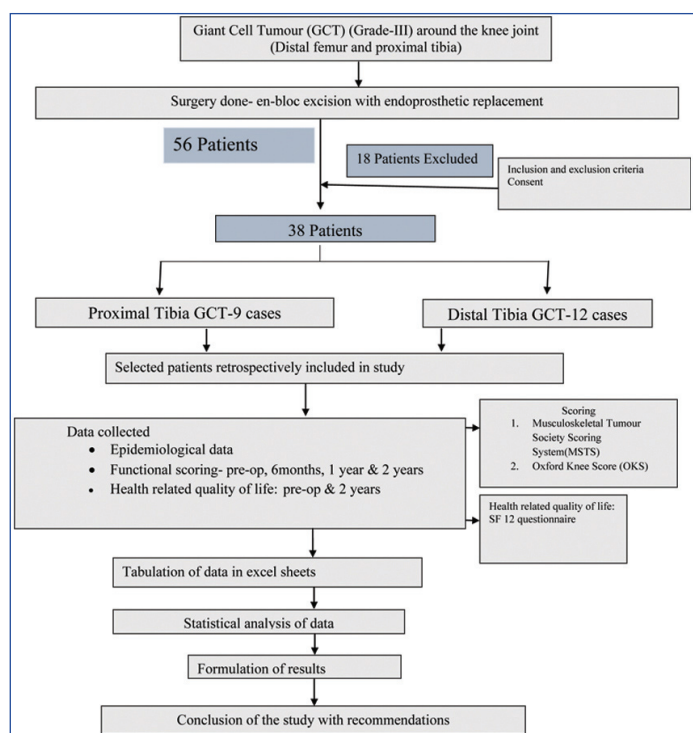 Giant Cell Tumour (GCT) (Grade-III) around the knee joint
(Distal femur and proximal tibia)
Surgery done- en-bloc excision with endoprosthetic replacement
56 Patients
18 Patients Excluded
Inclusion and exclusion criteria
Consent
38 Patients
Proximal Tibia GCT-9 cases
Distal Tibia GCT-12 cases
Selected patients retrospectively included in study
Data collected
• Epidemiological data
• Functional scoring- pre-op, 6months, 1 year & 2 years
• Health related quality of life: pre-op & 2 years
Scoring
1. Musculoskeletal Tumour
Society Scoring
System(MSTS)
2. Oxford Knee Score (OKS)
Health related quality of life:
SF 12 questionnaire
Tabulation of data in excel sheets
Statistical analysis of data
Formulation of results
Conclusion of the study with recommendations